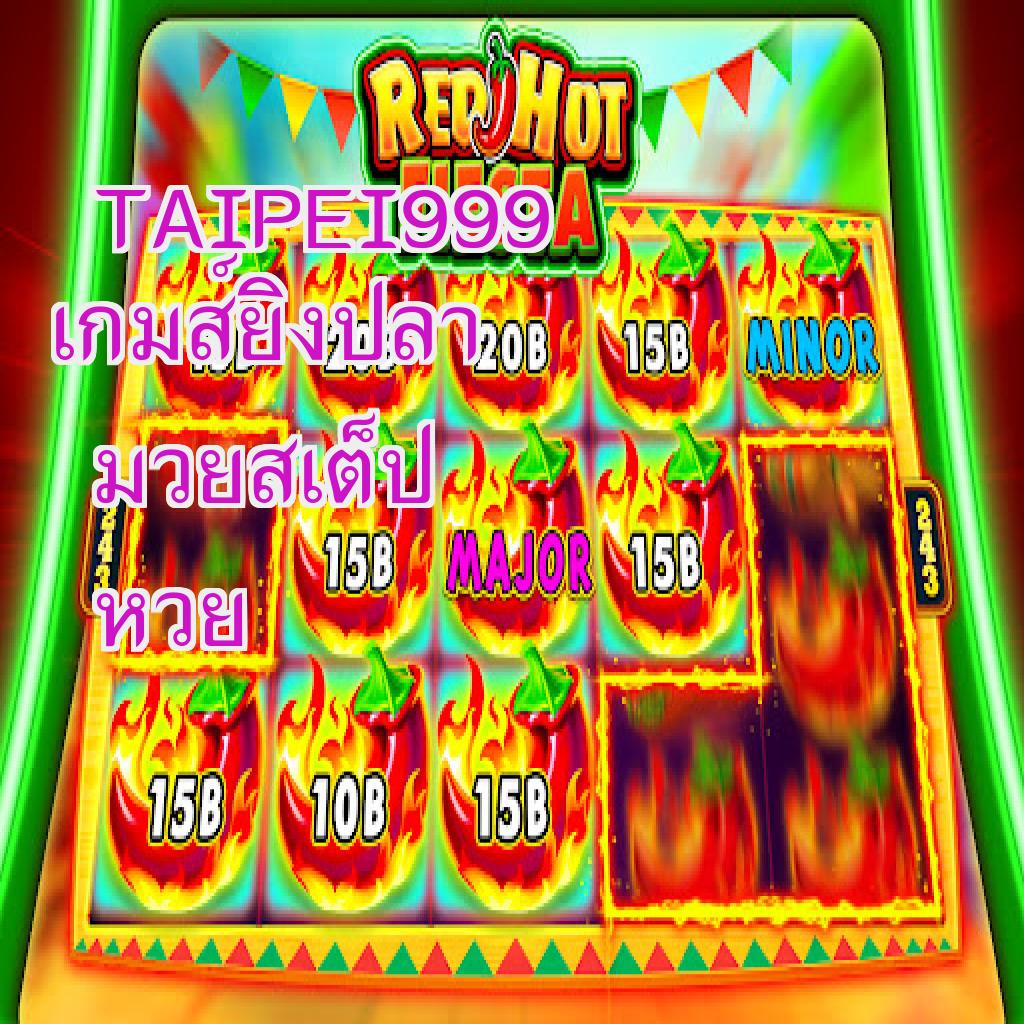 RED HOT
FIESTA
TAIPEI999
เกมส์ยิงปลา
20B 15B MINOR
มวยสเต็ป
15B MAJOR 15B
243
243
หวย
15B 10B 15B